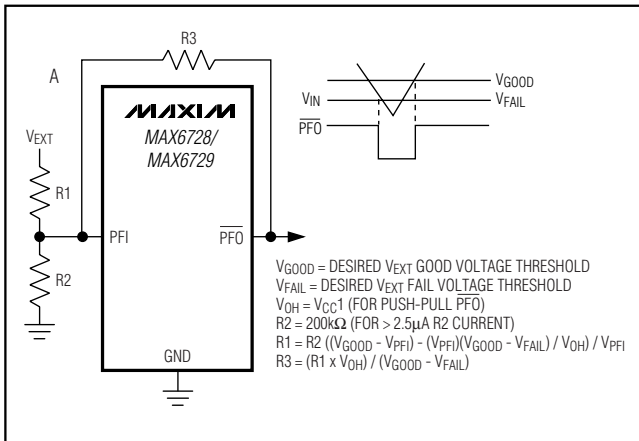 R3
A
VGOOD
VIN
VFAIL
PFO
MAXIM
MAX6728/
MAX6729
VEXT
R1
PFI
PFO
R2
GND
VGOOD = DESIRED VEXT GOOD VOLTAGE THRESHOLD
VFAIL = DESIRED VEXT FAIL VOLTAGE THRESHOLD
VOH = VCC1 (FOR PUSH-PULL PFO)
R2 = 200kΩ (FOR > 2.5μA R2 CURRENT)
R1 = R2 ((VGOOD - VPFI) - (VPFI)(VGOOD - VFAIL) / VOH) / VPFI
R3 = (R1 x VOH) / (VGOOD - VFAIL)